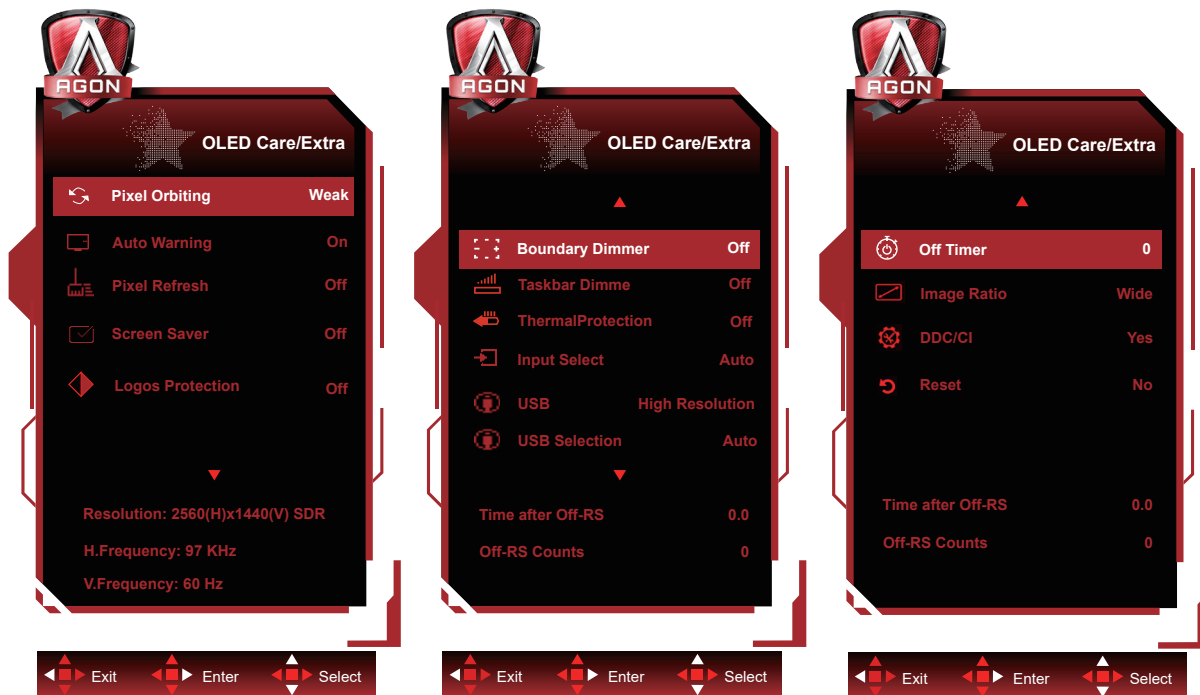 AGON
OLED Care/Extra
Pixel Orbiting Weak
Auto Warning On
Pixel Refresh Off
Screen Saver Off
Logos Protection Off
Resolution: 2560(H)x1440(V) SDR
H.Frequency: 97 KHz
V.Frequency: 60 Hz
Exit Enter Select
AGON
OLED Care/Extra
Boundary Dimmer Off
Taskbar Dimme Off
ThermalProtection Off
Input Select Auto
USB High Resolution
USB Selection Auto
Time after Off-RS 0.0
Off-RS Counts 0
Exit Enter Select
AGON
OLED Care/Extra
Off Timer 0
Image Ratio Wide
DDC/CI Yes
Reset No
Time after Off-RS 0.0
Off-RS Counts 0
Exit Enter Select